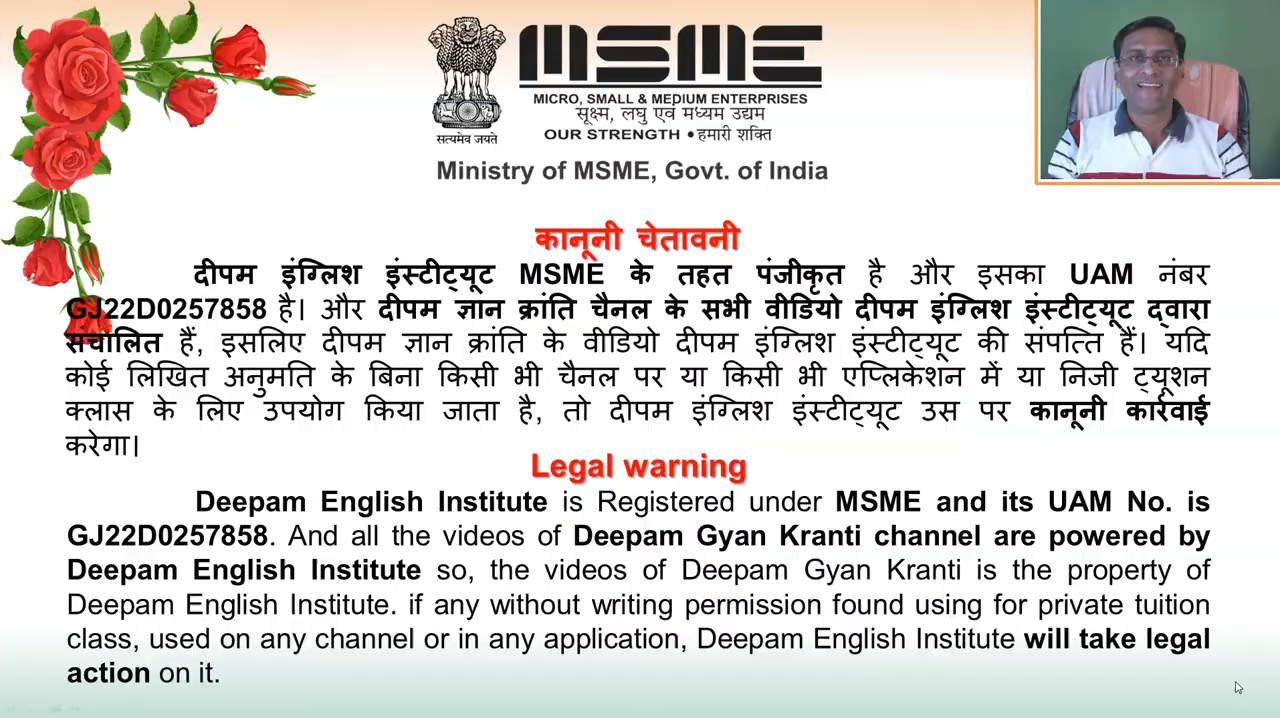 MSME
MICRO, SMALL & MEDIUM ENTERPRISES
सूक्ष्म, लघु एवं मध्यम उद्यम
OUR STRENGTH • हमारी शक्ति
सत्यमेव जयते
Ministry of MSME, Govt. of India
कानूनी चेतावनी
दीपम इंग्लिश इंस्टीट्यूट MSME के तहत पंजीकृत है और इसका UAM नंबर
GJ22D0257858 है। और दीपम ज्ञान क्रांति चैनल के सभी वीडियो दीपम इंग्लिश इंस्टीट्यूट द्वारा
संचालित हैं, इसलिए दीपम ज्ञान क्रांति के वीडियो दीपम इंग्लिश इंस्टीट्यूट की संपत्ति हैं। यदि
कोई लिखित अनुमति के बिना किसी भी चैनल पर या किसी भी एप्लिकेशन में या निजी ट्यूशन
क्लास के लिए उपयोग किया जाता है, तो दीपम इंग्लिश इंस्टीट्यूट उस पर कानूनी कार्रवाई
करेगा।
Legal warning
Deepam English Institute is Registered under MSME and its UAM No. is
GJ22D0257858. And all the videos of Deepam Gyan Kranti channel are powered by
Deepam English Institute so, the videos of Deepam Gyan Kranti is the property of
Deepam English Institute. if any without writing permission found using for private tuition
class, used on any channel or in any application, Deepam English Institute will take legal
action on it.